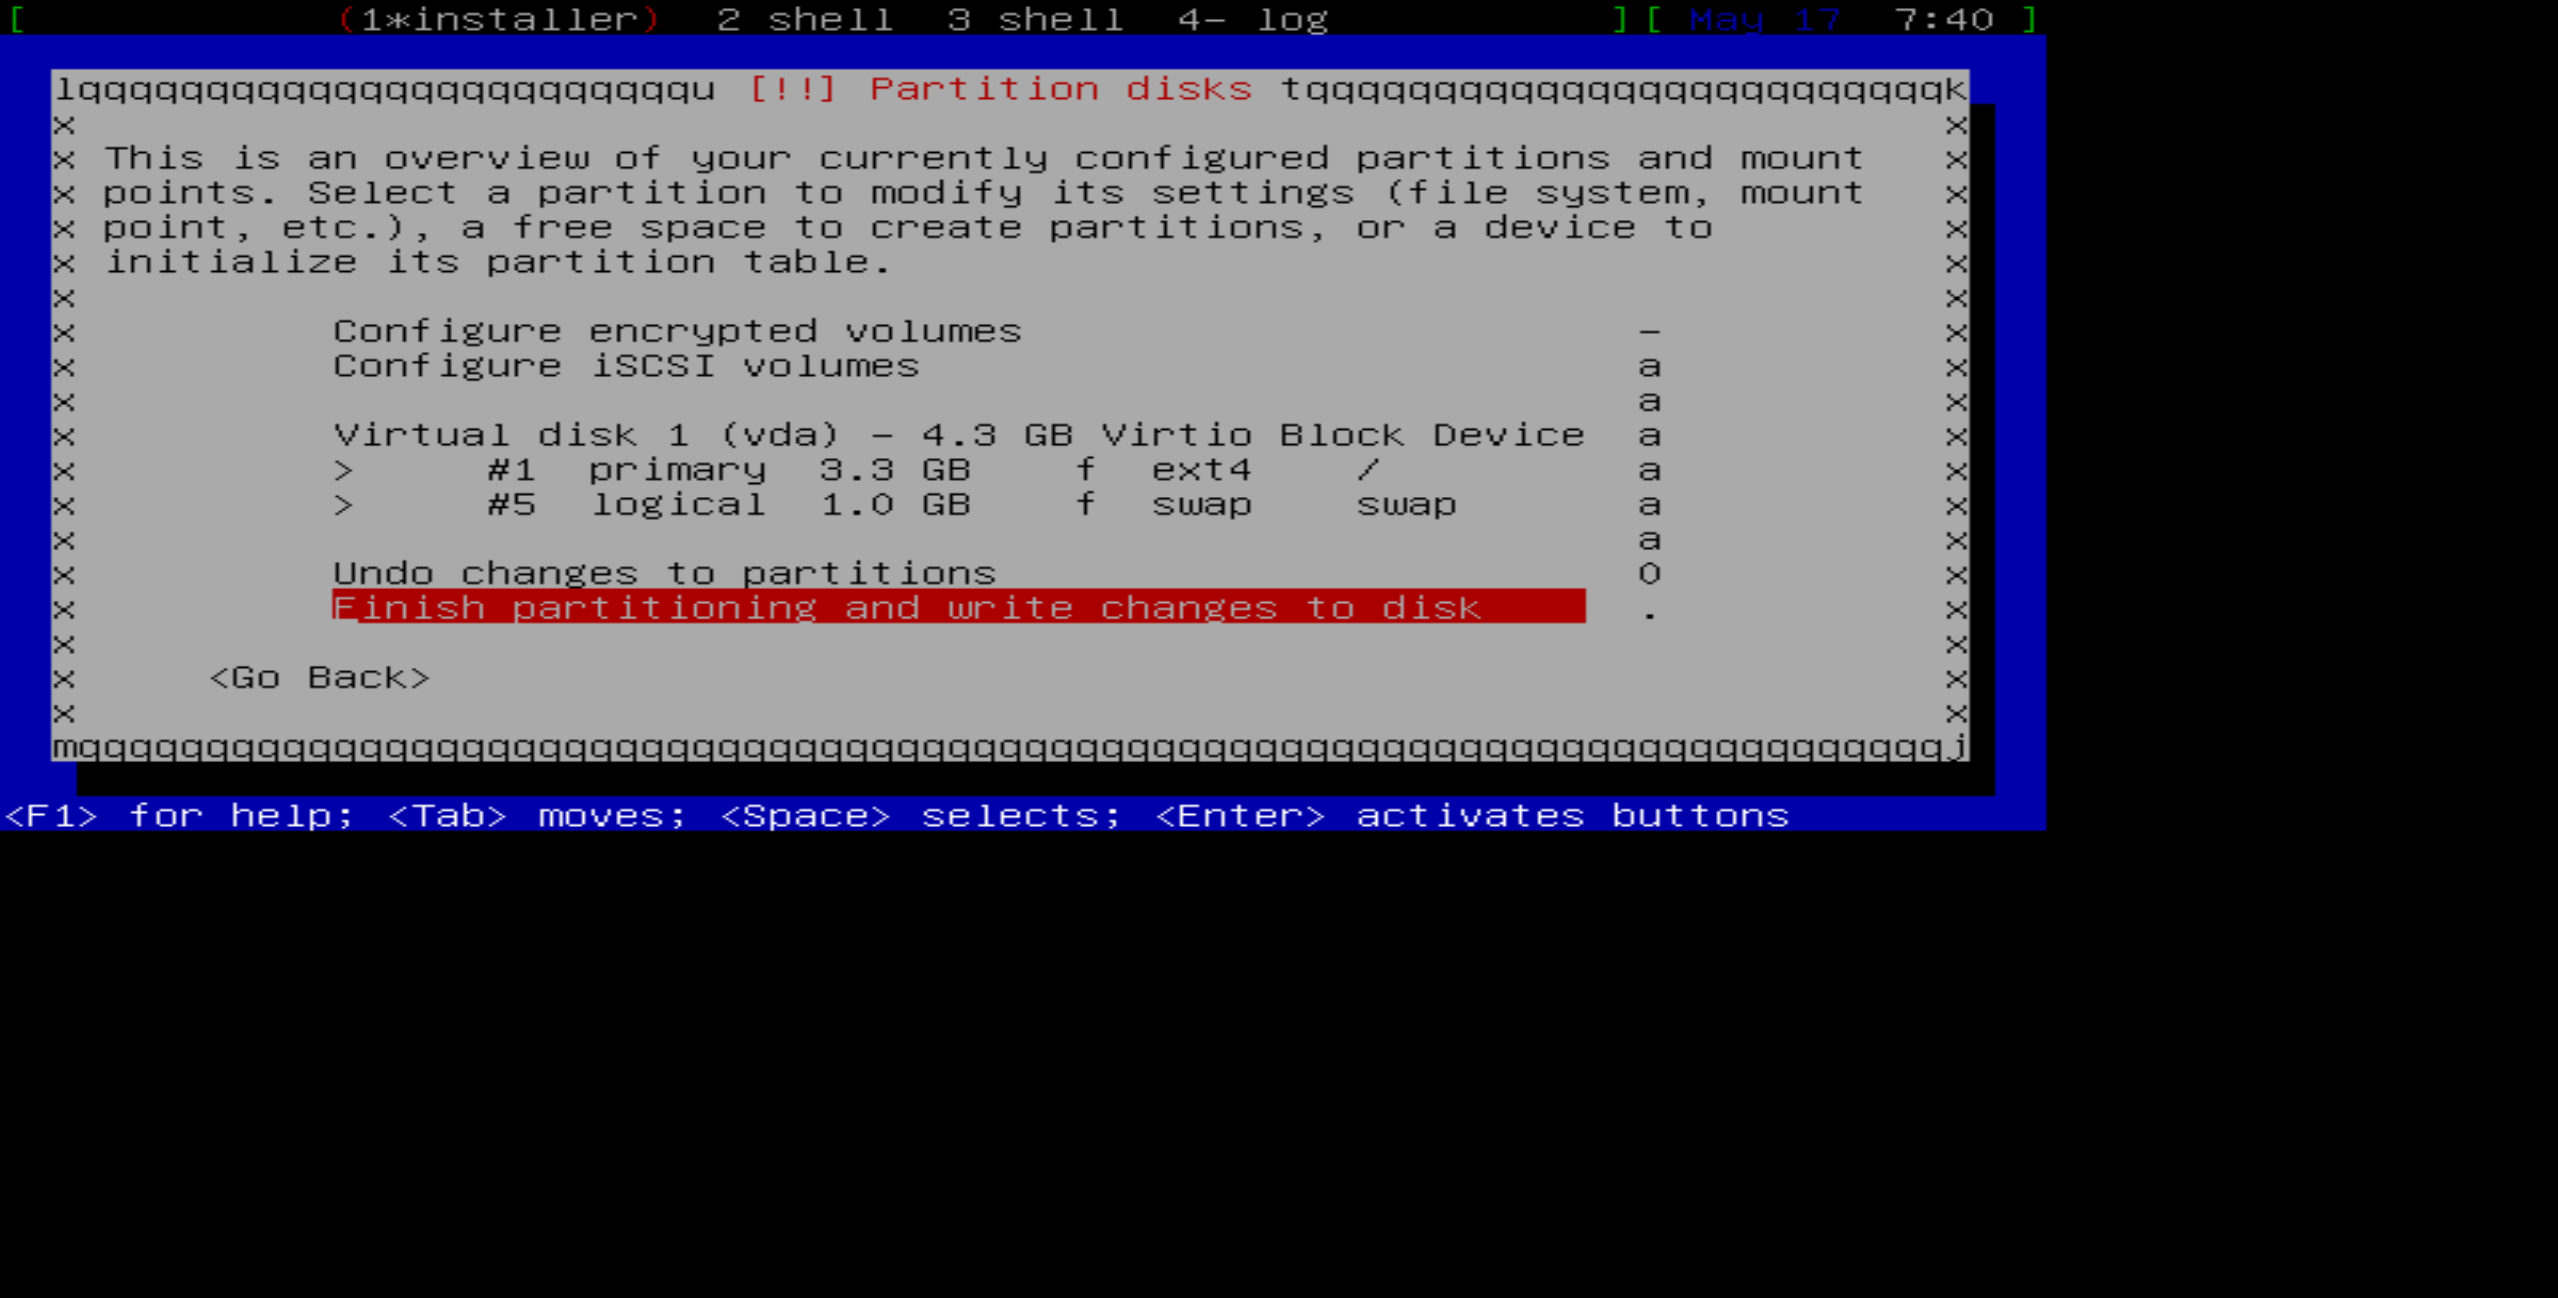 [ (1*installer) 2 shell 3 shell 4- log ][ May 17 7:40 ]
lqqqqqqqqqqqqqqqqqqqqqqqqqu [!!] Partition disks tqqqqqqqqqqqqqqqqqqqqqqqqqk
x x
x This is an overview of your currently configured partitions and mount x
x points. Select a partition to modify its settings (file system, mount x
x point, etc.), a free space to create partitions, or a device to x
x initialize its partition table. x
x x
x Configure encrypted volumes - x
x Configure iSCSI volumes a x
x a x
x Virtual disk 1 (vda) - 4.3 GB Virtio Block Device a x
x > #1 primary 3.3 GB f ext4 / a x
x > #5 logical 1.0 GB f swap swap a x
x a x
x Undo changes to partitions 0 x
x Finish partitioning and write changes to disk . x
x x
x <Go Back> x
x x
mqqqqqqqqqqqqqqqqqqqqqqqqqqqqqqqqqqqqqqqqqqqqqqqqqqqqqqqqqqqqqqqqqqqqqqqqqj
<F1> for help; <Tab> moves; <Space> selects; <Enter> activates buttons